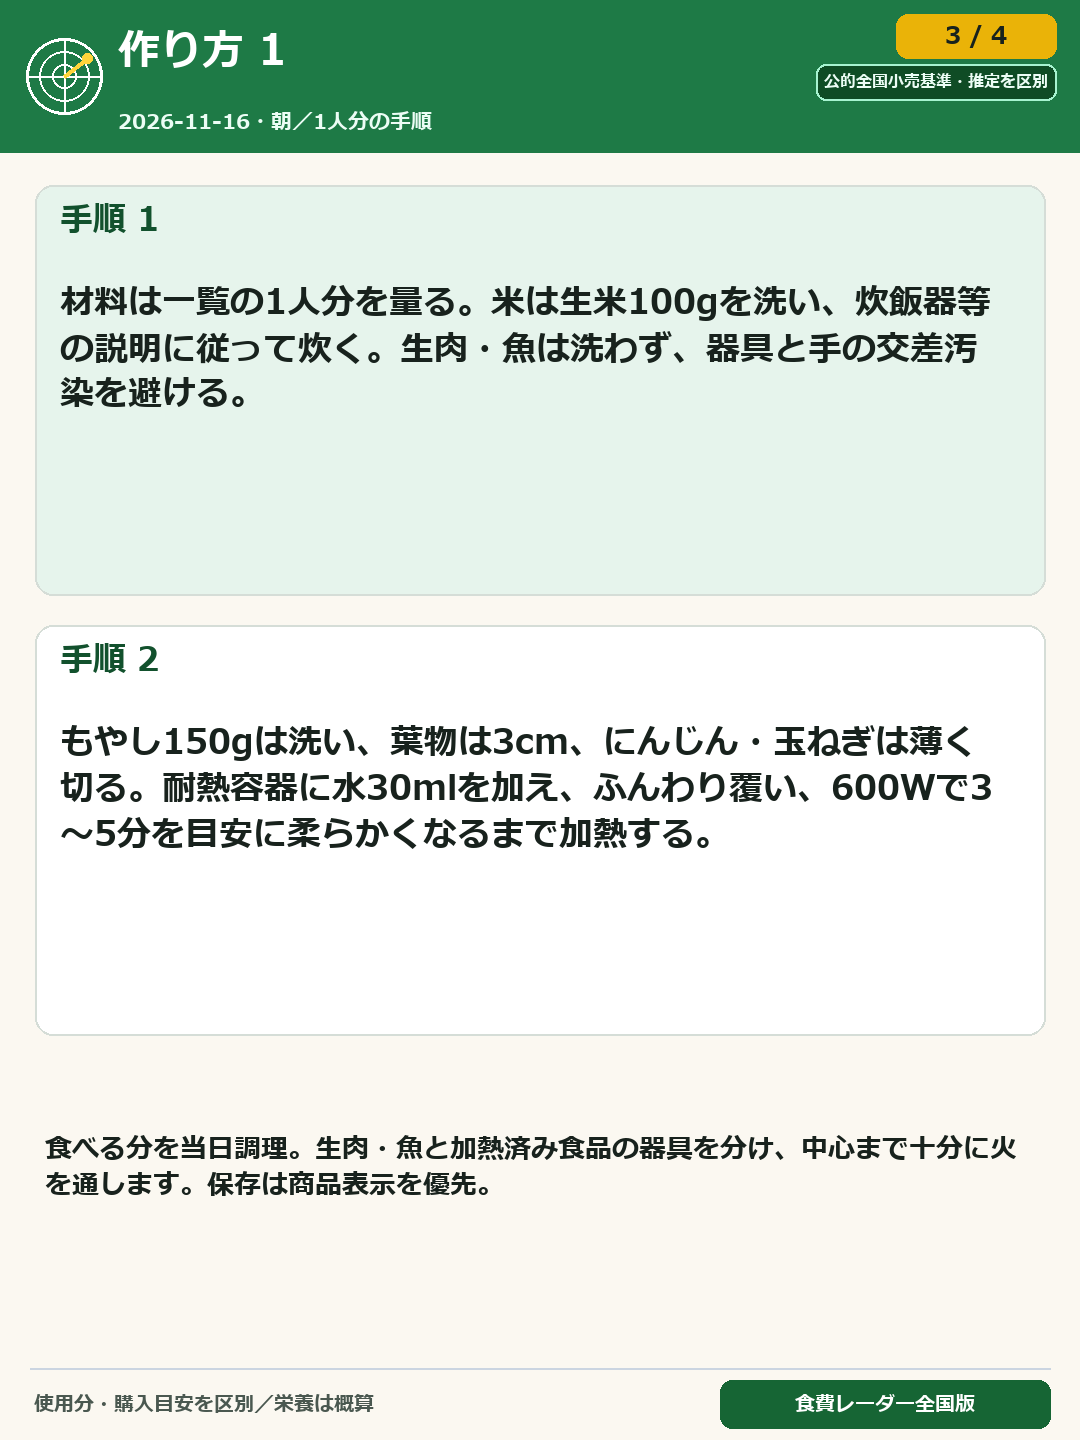 作り方 1
3 / 4
公的全国小売基準・推定を区別
2026-11-16・朝／1人分の手順
手順 1
材料は一覧の1人分を量る。米は生米100gを洗い、炊飯器等
の説明に従って炊く。生肉・魚は洗わず、器具と手の交差汚
染を避ける。
手順 2
もやし150gは洗い、葉物は3cm、にんじん・玉ねぎは薄く
切る。耐熱容器に水30mlを加え、ふんわり覆い、600Wで3
～5分を目安に柔らかくなるまで加熱する。
食べる分を当日調理。生肉・魚と加熱済み食品の器具を分け、中心まで十分に火
を通します。保存は商品表示を優先。
使用分・購入目安を区別／栄養は概算
食費レーダー全国版